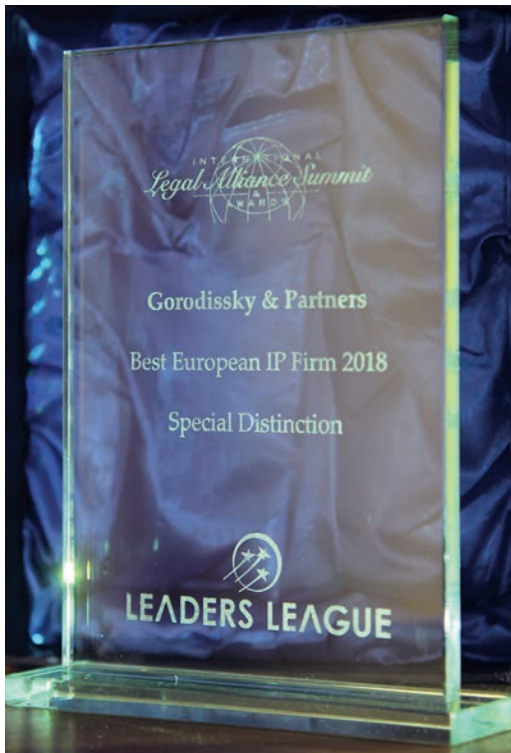 INTERNATIONAL
Legal Alliance Summit
&
AWARDS
Gorodissky & Partners
Best European IP Firm 2018
Special Distinction
LEADERS LEAGUE